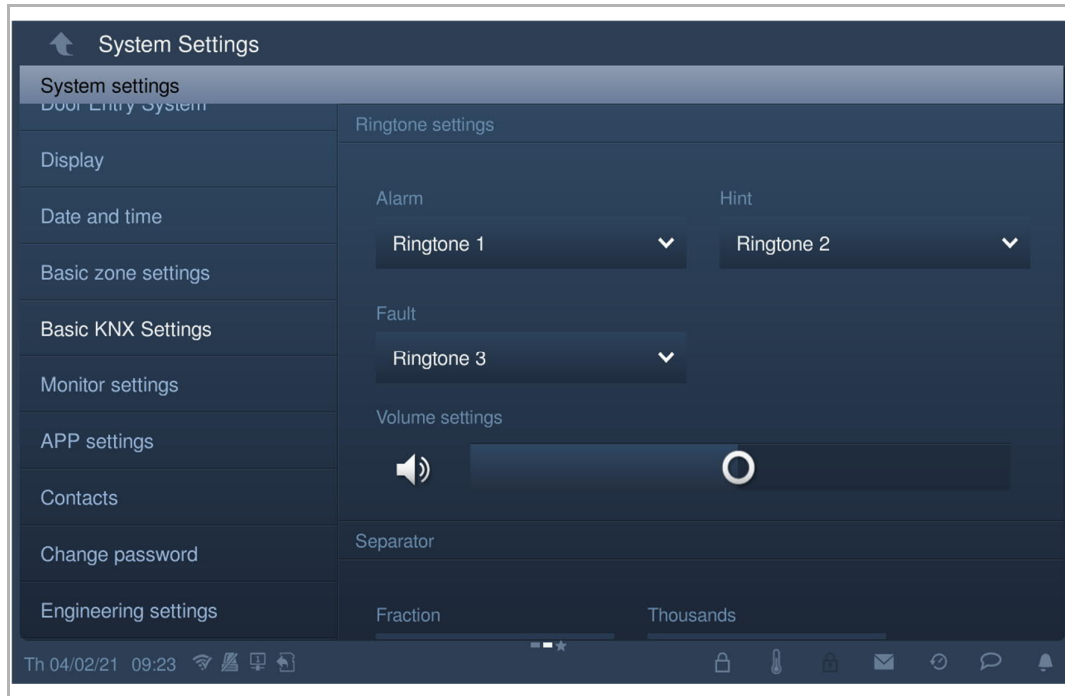 System Settings
System settings
Door Entry System
Display
Date and time
Basic zone settings
Basic KNX Settings
Monitor settings
APP settings
Contacts
Change password
Engineering settings
Ringtone settings
Alarm
Hint
Ringtone 1
Ringtone 2
Fault
Ringtone 3
Volume settings
Separator
Fraction
Thousands
Th 04/02/21 09:23
1